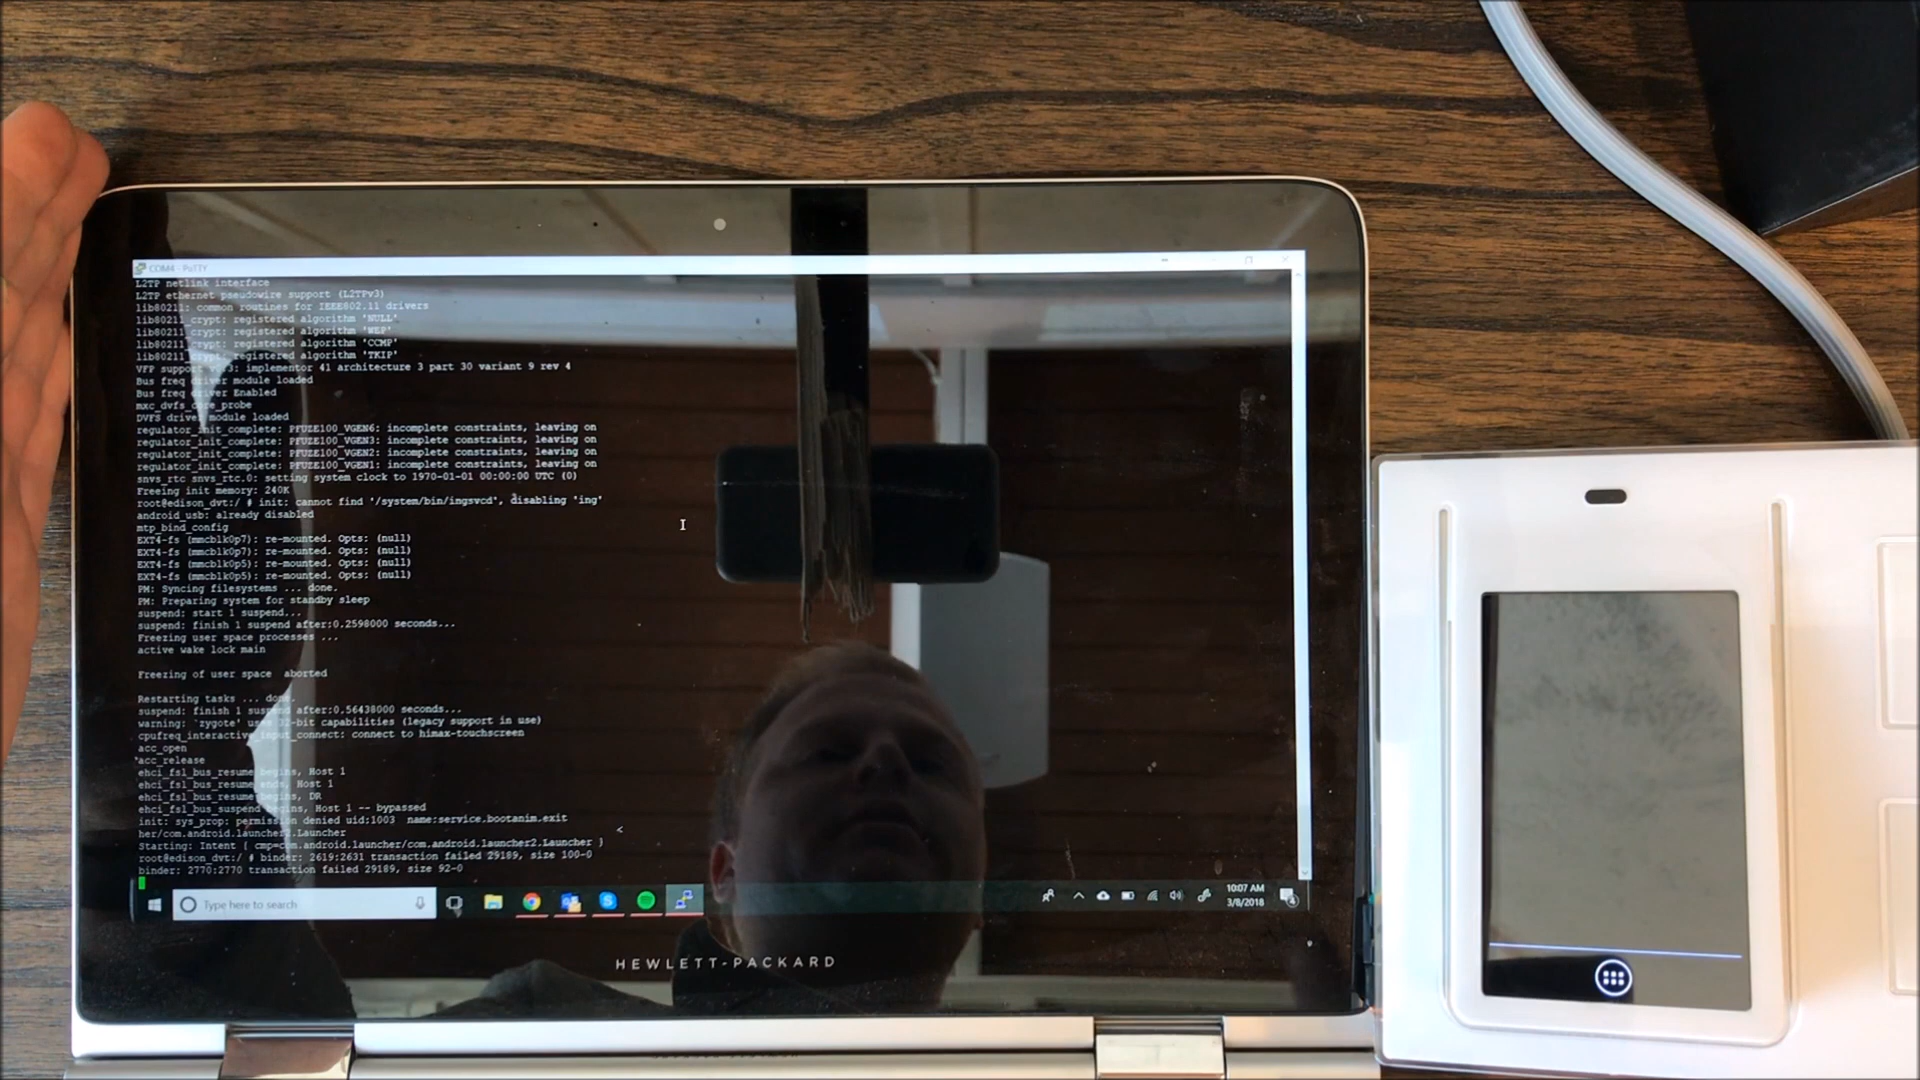 COM4 - PuTTY
L2TP netlink interface
L2TP ethernet pseudowire support (L2TPv3)
lib80211: common routines for IEEE802.11 drivers
lib80211_crypt: registered algorithm 'NULL'
lib80211_crypt: registered algorithm 'WEP'
lib80211_crypt: registered algorithm 'CCMP'
lib80211_crypt: registered algorithm 'TKIP'
VFP support v0.3: implementor 41 architecture 3 part 30 variant 9 rev 4
Bus freq driver module loaded
Bus freq driver Enabled
mxc_dvfs_core_probe
DVFS driver module loaded
regulator_init_complete: PFUZE100_VGEN6: incomplete constraints, leaving on
regulator_init_complete: PFUZE100_VGEN3: incomplete constraints, leaving on
regulator_init_complete: PFUZE100_VGEN2: incomplete constraints, leaving on
regulator_init_complete: PFUZE100_VGEN1: incomplete constraints, leaving on
snvs_rtc snvs_rtc.0: setting system clock to 1970-01-01 00:00:00 UTC (0)
Freeing init memory: 240K
root@edison_dvt:/ # init: cannot find '/system/bin/ingsvcd', disabling 'ing'
android_usb: already disabled
mtp_bind_config
EXT4-fs (mmcblk0p7): re-mounted. Opts: (null)
EXT4-fs (mmcblk0p7): re-mounted. Opts: (null)
EXT4-fs (mmcblk0p5): re-mounted. Opts: (null)
EXT4-fs (mmcblk0p5): re-mounted. Opts: (null)
PM: Syncing filesystems ... done.
PM: Preparing system for standby sleep
suspend: start 1 suspend...
suspend: finish 1 suspend after:0.2598000 seconds...
Freezing user space processes ...
active wake lock main
Freezing of user space  aborted
Restarting tasks ... done.
suspend: finish 1 suspend after:0.56438000 seconds...
warning: `zygote' uses 32-bit capabilities (legacy support in use)
cpufreq_interactive_input_connect: connect to himax-touchscreen
acc_open
acc_release
ehci_fsl_bus_resume begins, Host 1
ehci_fsl_bus_resume ends, Host 1
ehci_fsl_bus_resume begins, DR
ehci_fsl_bus_suspend begins, Host 1 -- bypassed
init: sys_prop: permission denied uid:1003  name:service.bootanim.exit
her/com.android.launcher2.Launcher <
Starting: Intent { cmp=com.android.launcher/com.android.launcher2.Launcher }
root@edison_dvt:/ # binder: 2619:2631 transaction failed 29189, size 100-0
binder: 2770:2770 transaction failed 29189, size 92-0
Type here to search
10:07 AM
3/8/2018
HEWLETT-PACKARD